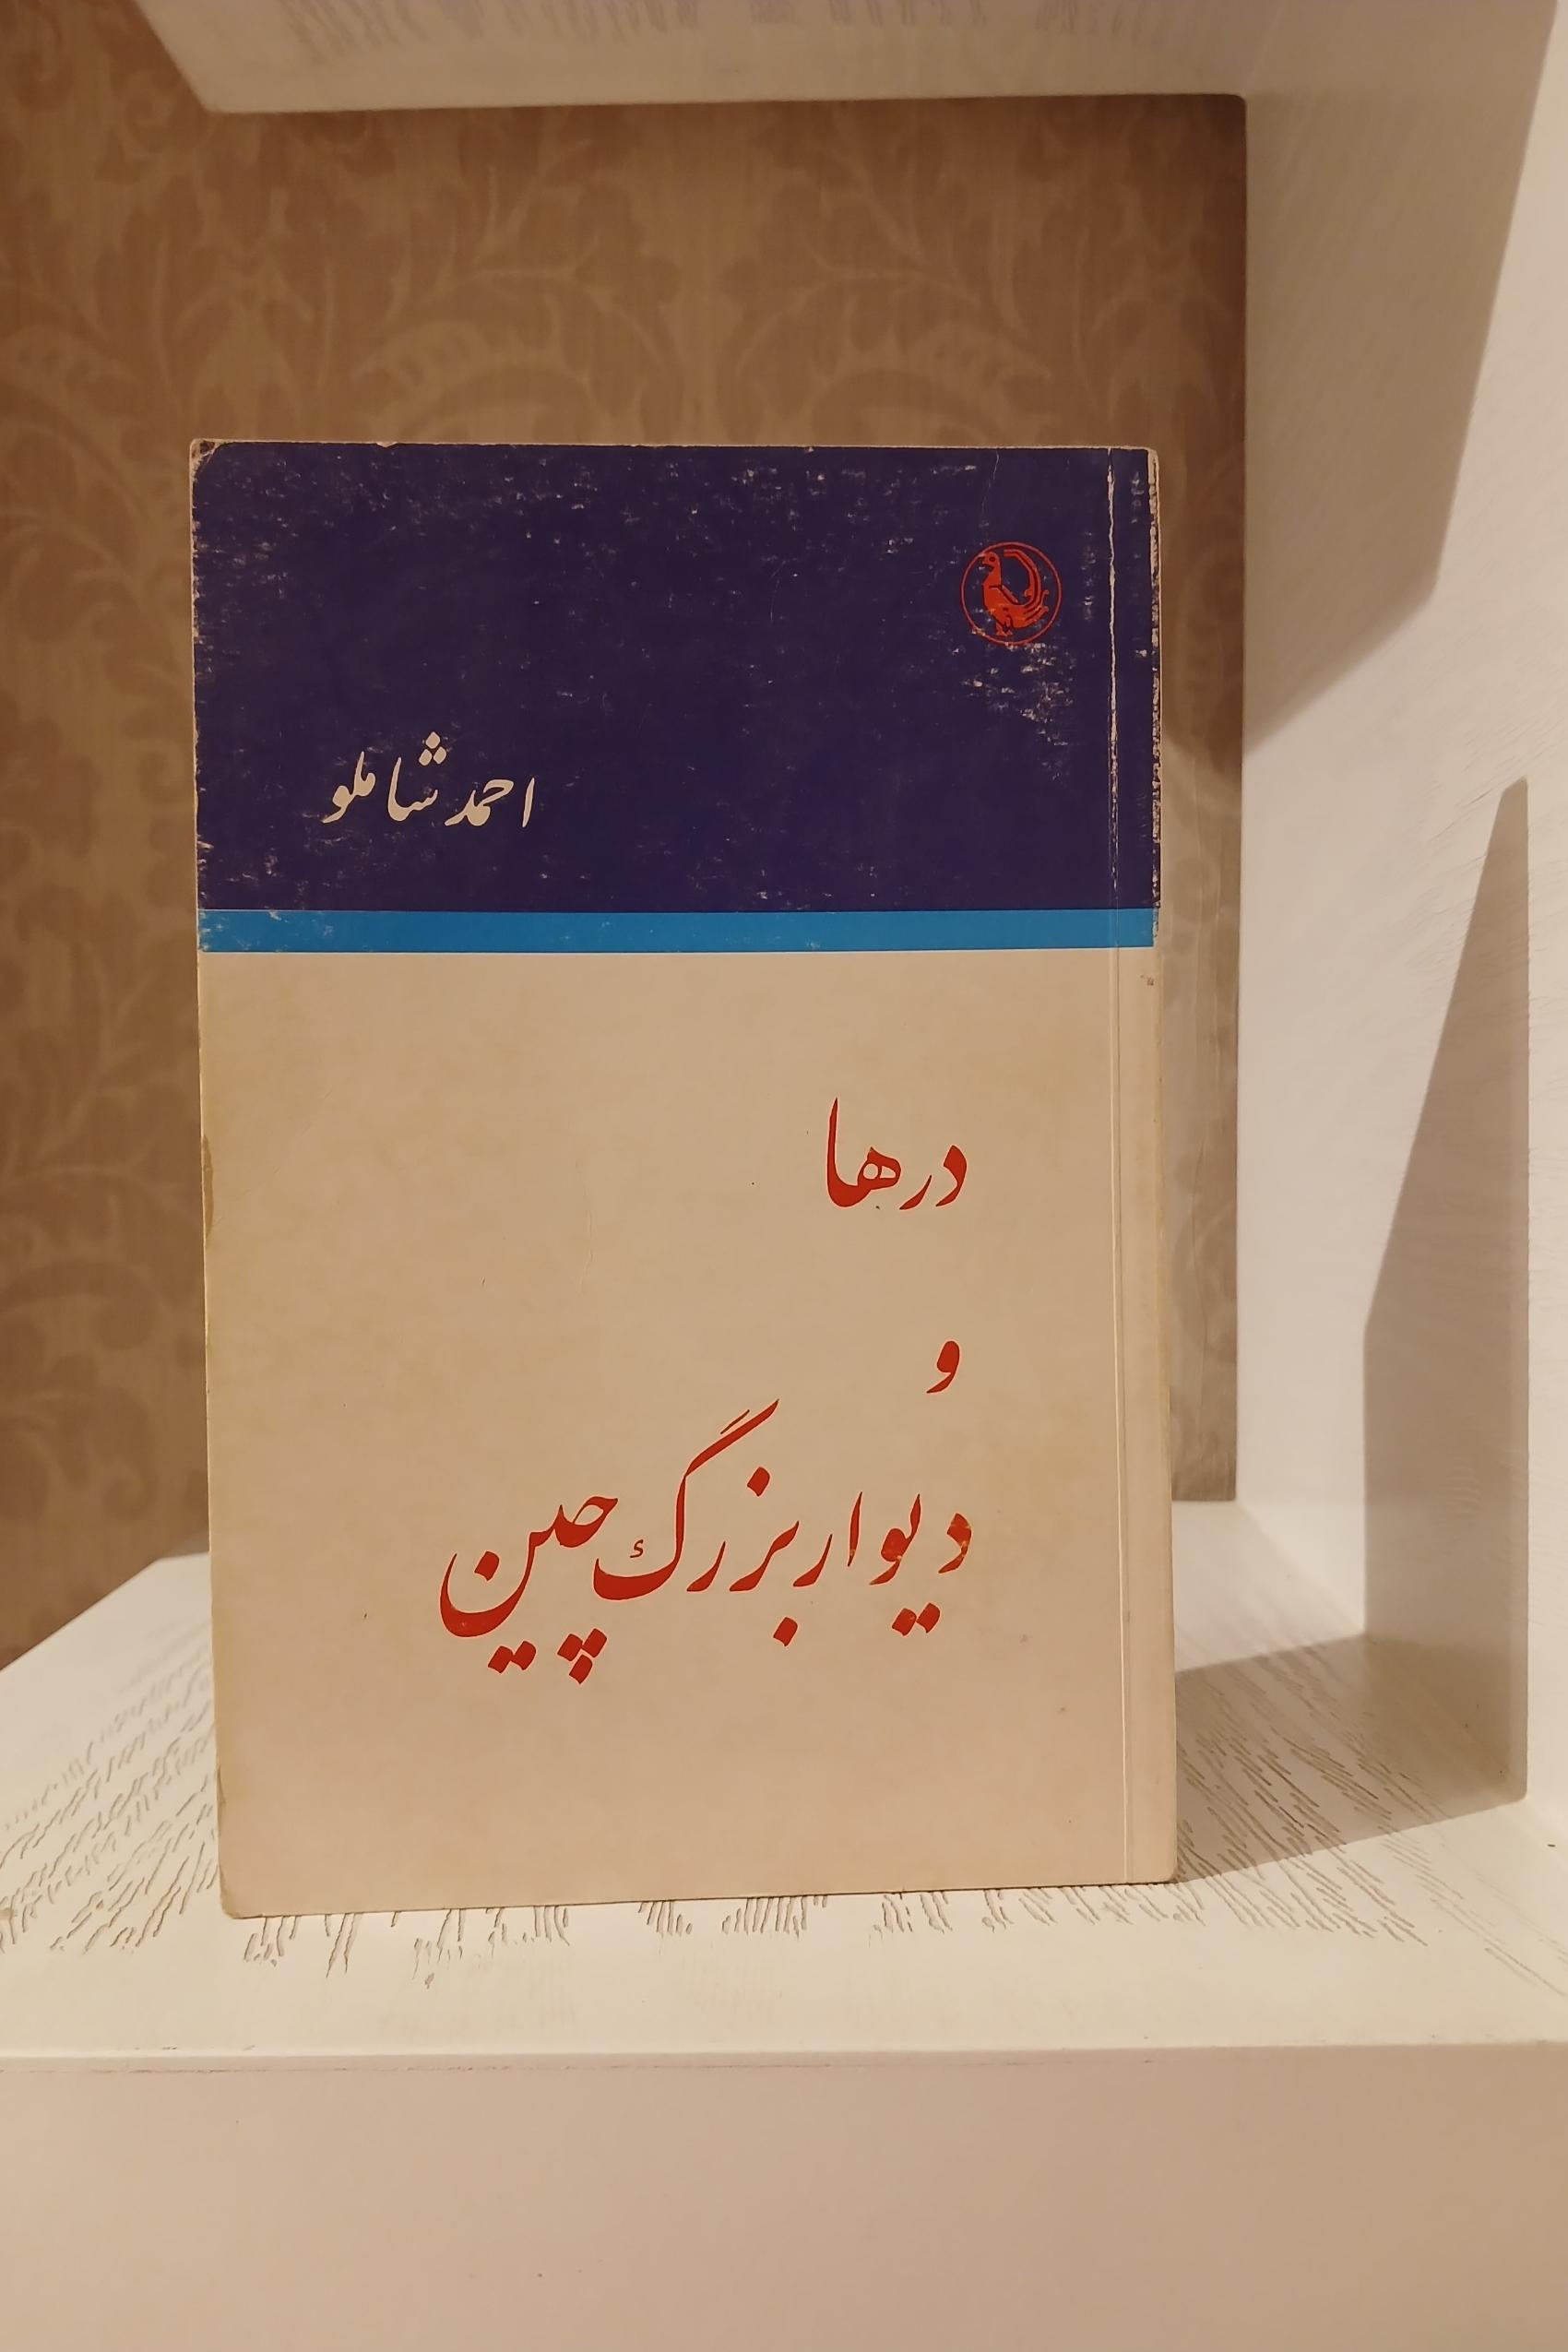 احمد شاملو
درها
و
دیوار بزرگ چین